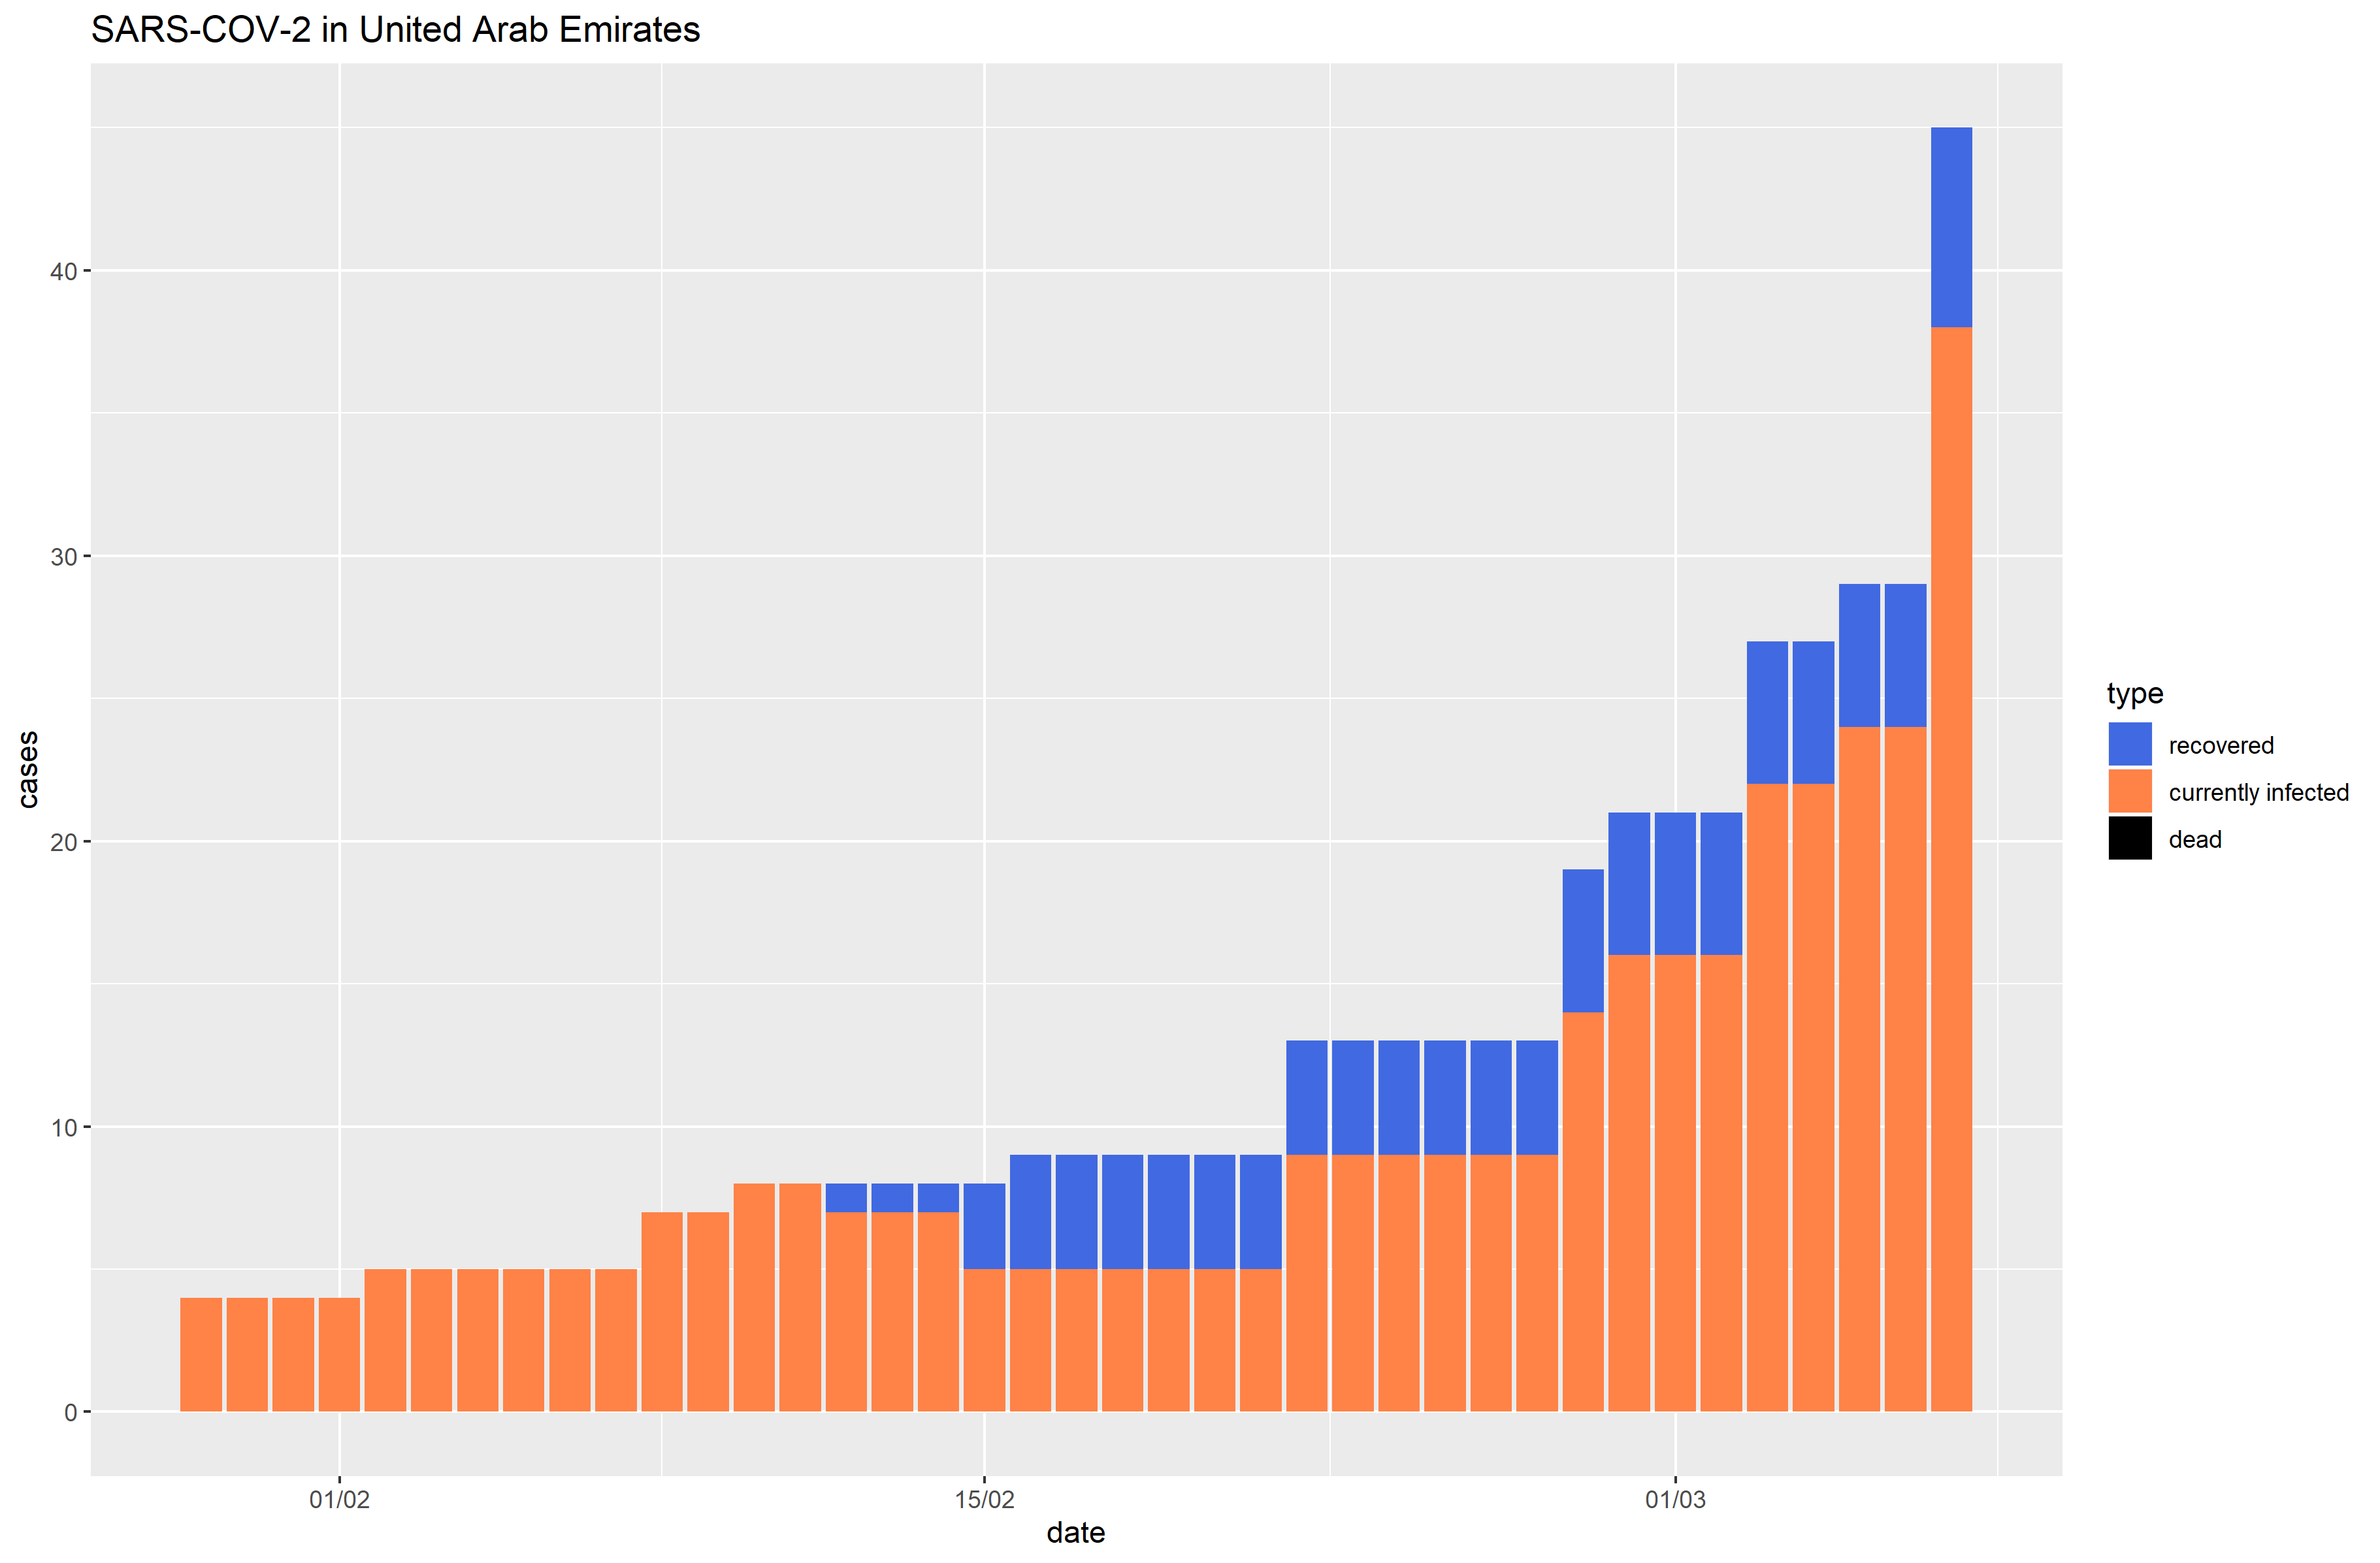 SARS-COV-2 in United Arab Emirates
cases
40
30
20
10
0
01/02
15/02
01/03
date
type
recovered
currently infected
dead